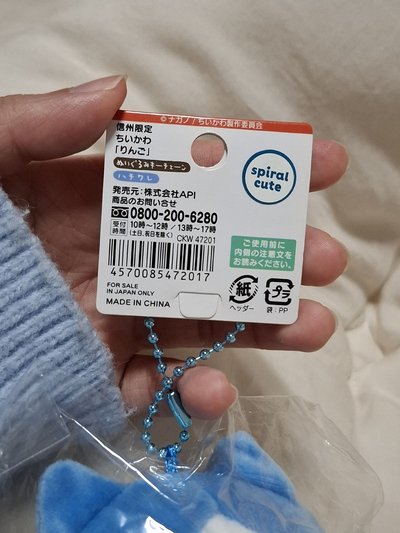 © ナガノ / ちいかわ製作委員会
信州限定
ちいかわ
「りんご」
ぬいぐるみキーチェーン
ハチワレ
spiral
cute
発売元：株式会社API
商品のお問い合せ
0800-200-6280
受付時間 10時～12時／13時～17時
(土日、祝日を除く) CKW 47201
4570085472017
ご使用前に
内側の注意文を
お読みください。
FOR SALE
IN JAPAN ONLY
MADE IN CHINA
紙
ヘッダー
プラ
袋：PP